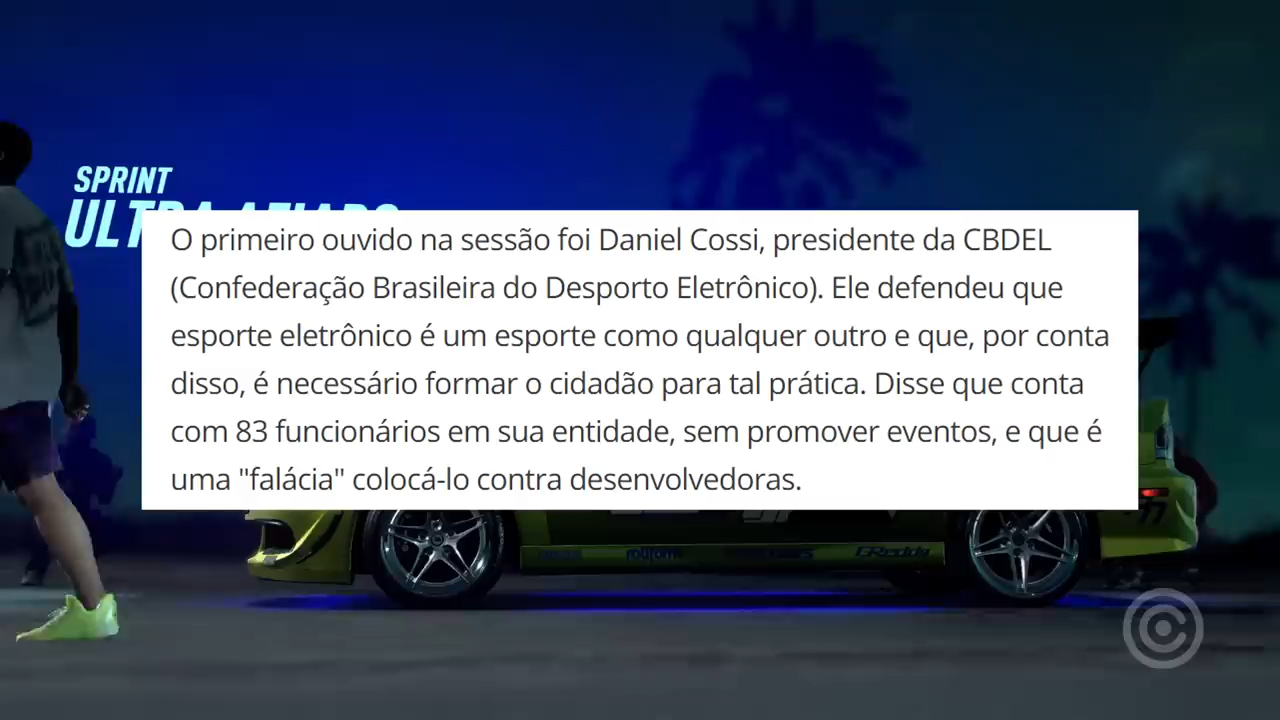 SPRINT
O primeiro ouvido na sessão foi Daniel Cossi, presidente da CBDEL
(Confederação Brasileira do Desporto Eletrônico). Ele defendeu que
esporte eletrônico é um esporte como qualquer outro e que, por conta
disso, é necessário formar o cidadão para tal prática. Disse que conta
com 83 funcionários em sua entidade, sem promover eventos, e que é
uma "falácia" colocá-lo contra desenvolvedoras.
rotiform
GReddy